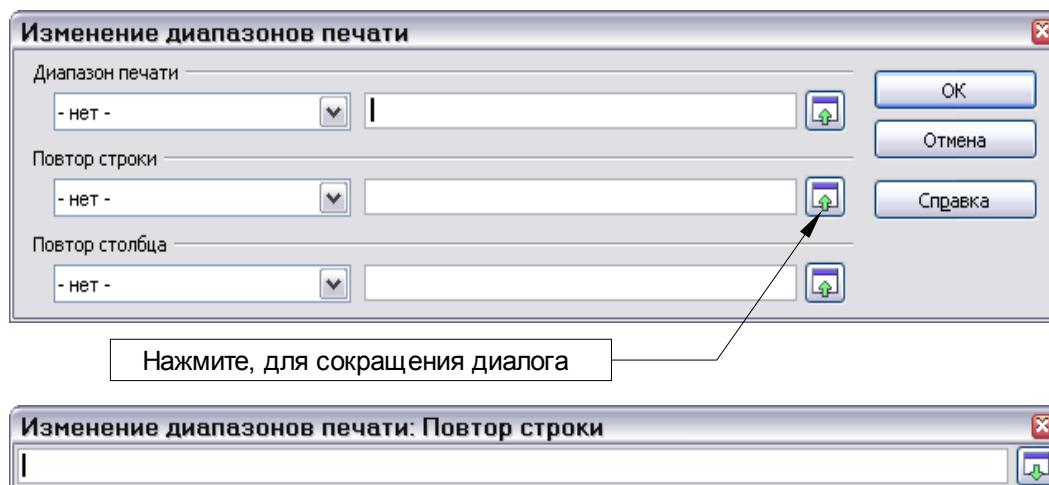 Изменение диапазонов печати
Диапазон печати
- нет -
ОК
Отмена
Повтор строки
- нет -
Справка
Повтор столбца
- нет -
Нажмите, для сокращения диалога
Изменение диапазонов печати: Повтор строки